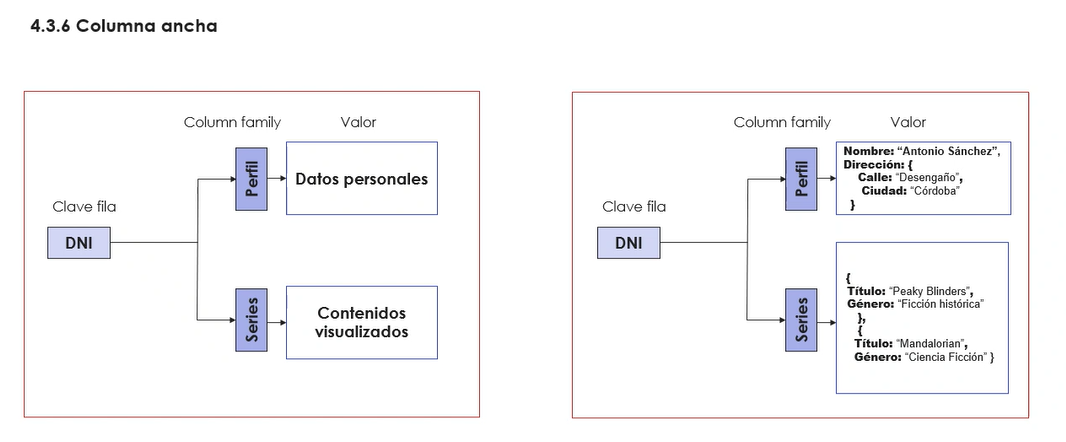 4.3.6 Columna ancha
Column family
Valor
Perfil
Datos personales
Clave fila
DNI
Series
Contenidos
visualizados
Column family
Valor
Perfil
Nombre: “Antonio Sánchez”,
Dirección: {
Calle: “Desengaño”,
Ciudad: “Córdoba”
}
Clave fila
DNI
Series
{
Título: “Peaky Blinders”,
Género: “Ficción histórica”
},
{
Título: “Mandalorian”,
Género: “Ciencia Ficción” }